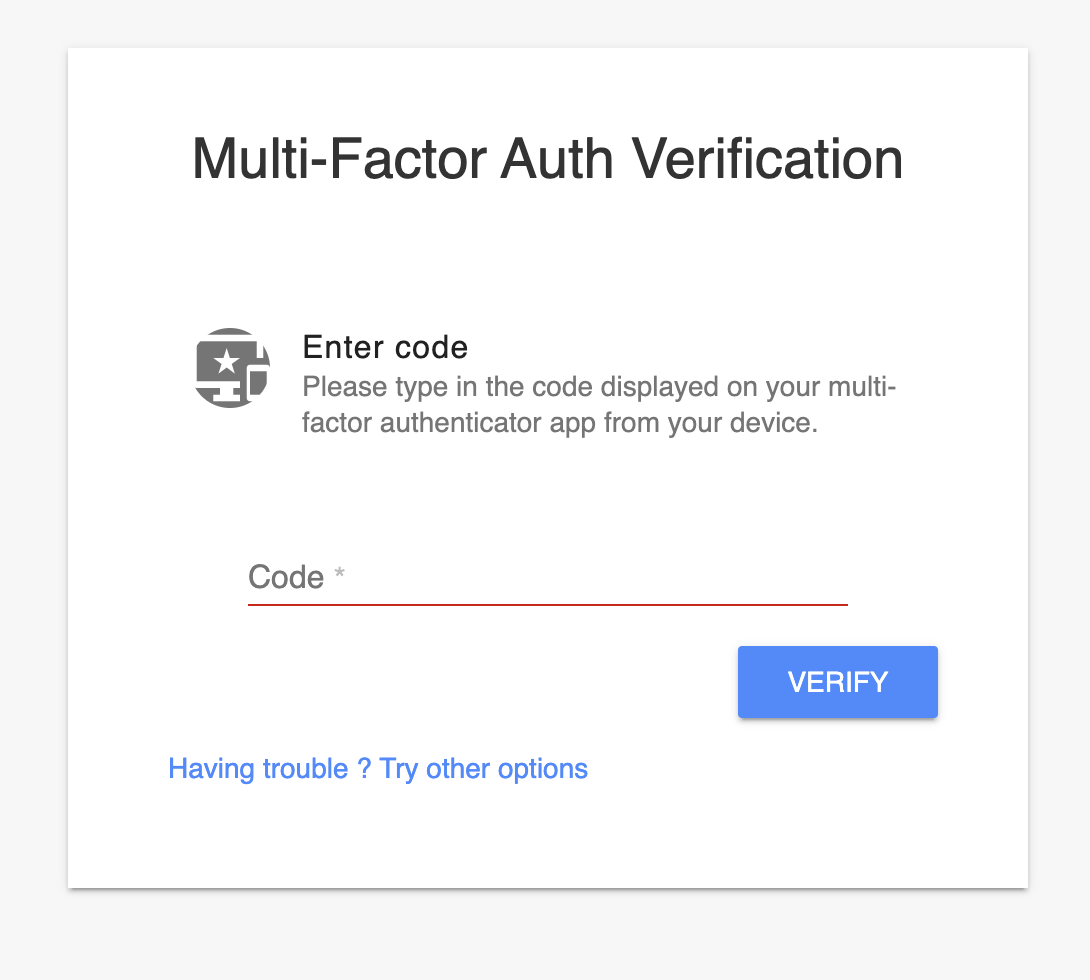 Multi-Factor Auth Verification
Enter code
Please type in the code displayed on your multi-
factor authenticator app from your device.
Code *
VERIFY
Having trouble ? Try other options